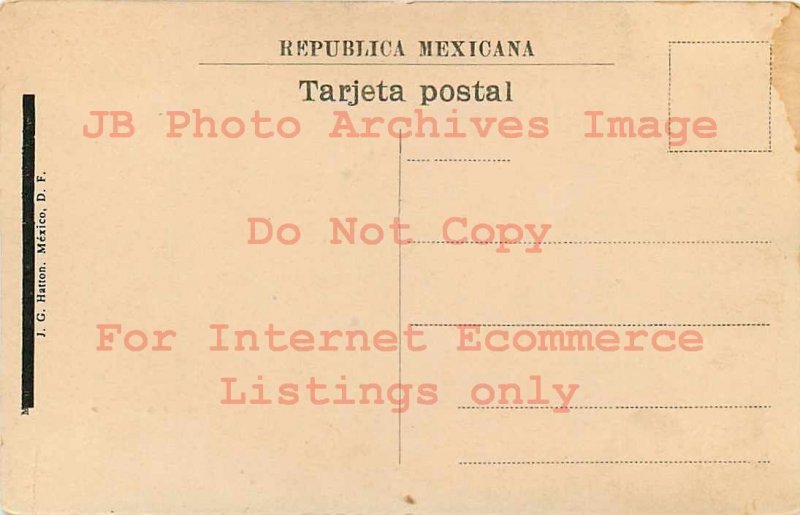 REPUBLICA MEXICANA
Tarjeta postal
JB Photo Archives Image
Do Not Copy
For Internet Ecommerce
Listings only
J. G. Hatton. México, D. F.